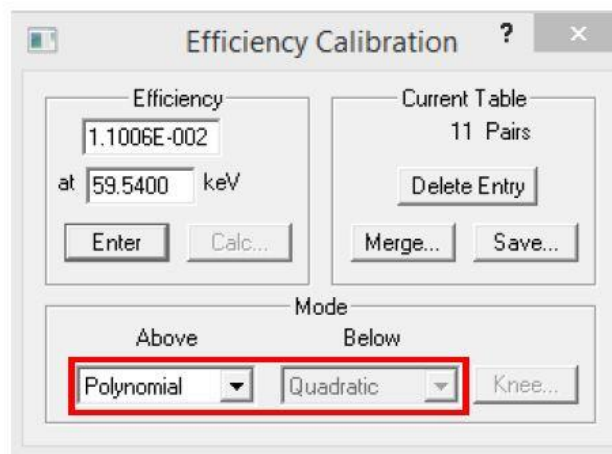 Efficiency Calibration ? ×
Efficiency
1.1006E-002
at 59.5400 keV
Enter Calc...
Current Table
11 Pairs
Delete Entry
Merge... Save...
Mode
Above Below
Polynomial Quadratic Knee...